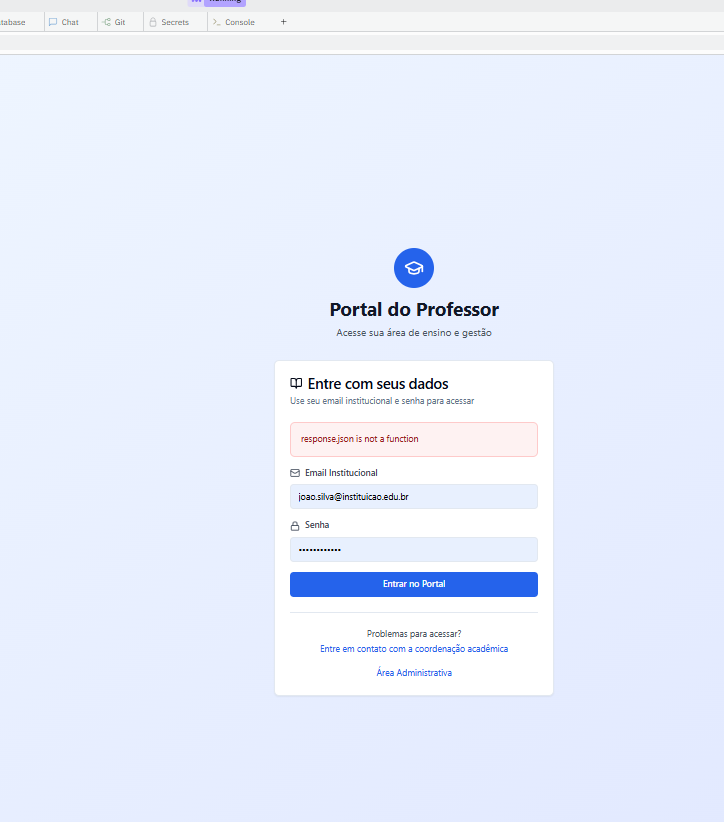 Chat
Git
Secrets
Console
+
Portal do Professor
Acesse sua área de ensino e gestão
Entre com seus dados
Use seu email institucional e senha para acessar
response.json is not a function
Email Institucional
joao.silva@instituicao.edu.br
Senha
••••••••••••
Entrar no Portal
Problemas para acessar?
Entre em contato com a coordenação acadêmica
Área Administrativa